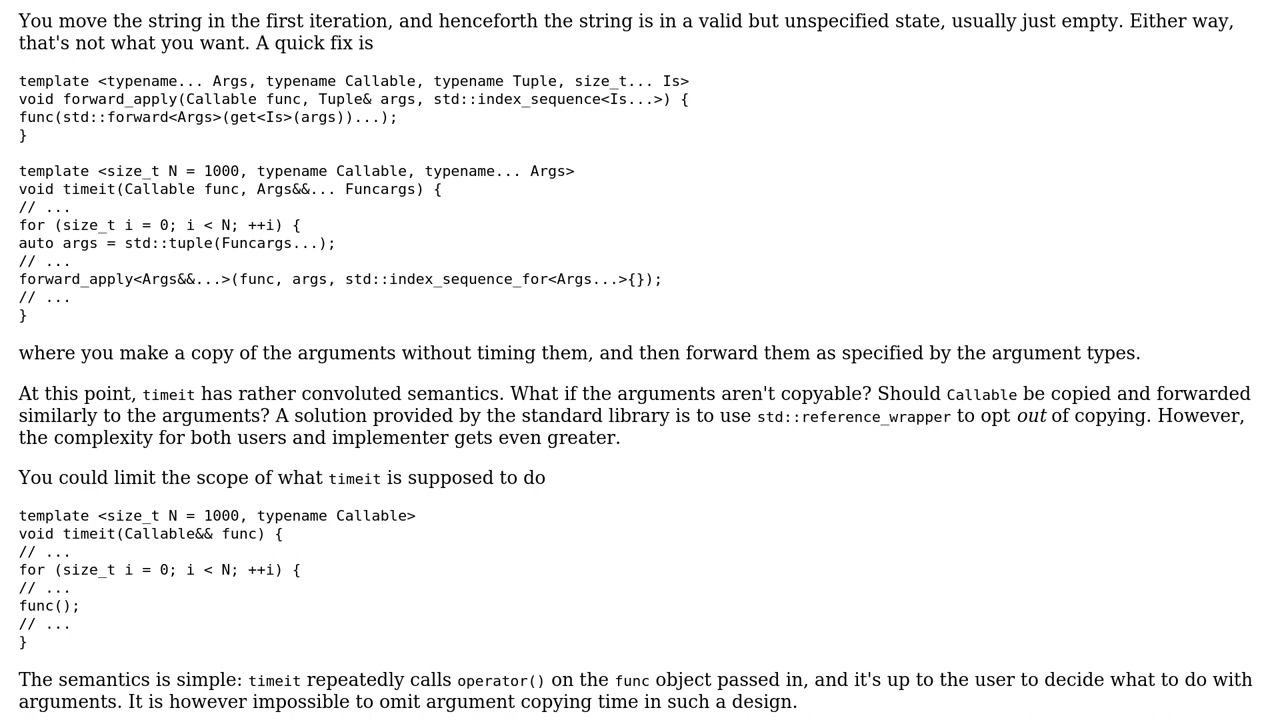 You move the string in the first iteration, and henceforth the string is in a valid but unspecified state, usually just empty. Either way,
that's not what you want. A quick fix is
template <typename... Args, typename Callable, typename Tuple, size_t... Is>
void forward_apply(Callable func, Tuple& args, std::index_sequence<Is...>) {
func(std::forward<Args>(get<Is>(args))...);
}
template <size_t N = 1000, typename Callable, typename... Args>
void timeit(Callable func, Args&&... Funcargs) {
// ...
for (size_t i = 0; i < N; ++i) {
auto args = std::tuple(Funcargs...);
// ...
forward_apply<Args&&...>(func, args, std::index_sequence_for<Args...>{});
// ...
}
where you make a copy of the arguments without timing them, and then forward them as specified by the argument types.
At this point, timeit has rather convoluted semantics. What if the arguments aren't copyable? Should Callable be copied and forwarded
similarly to the arguments? A solution provided by the standard library is to use std::reference_wrapper to opt out of copying. However,
the complexity for both users and implementer gets even greater.
You could limit the scope of what timeit is supposed to do
template <size_t N = 1000, typename Callable>
void timeit(Callable&& func) {
// ...
for (size_t i = 0; i < N; ++i) {
// ...
func();
// ...
}
The semantics is simple: timeit repeatedly calls operator() on the func object passed in, and it's up to the user to decide what to do with
arguments. It is however impossible to omit argument copying time in such a design.